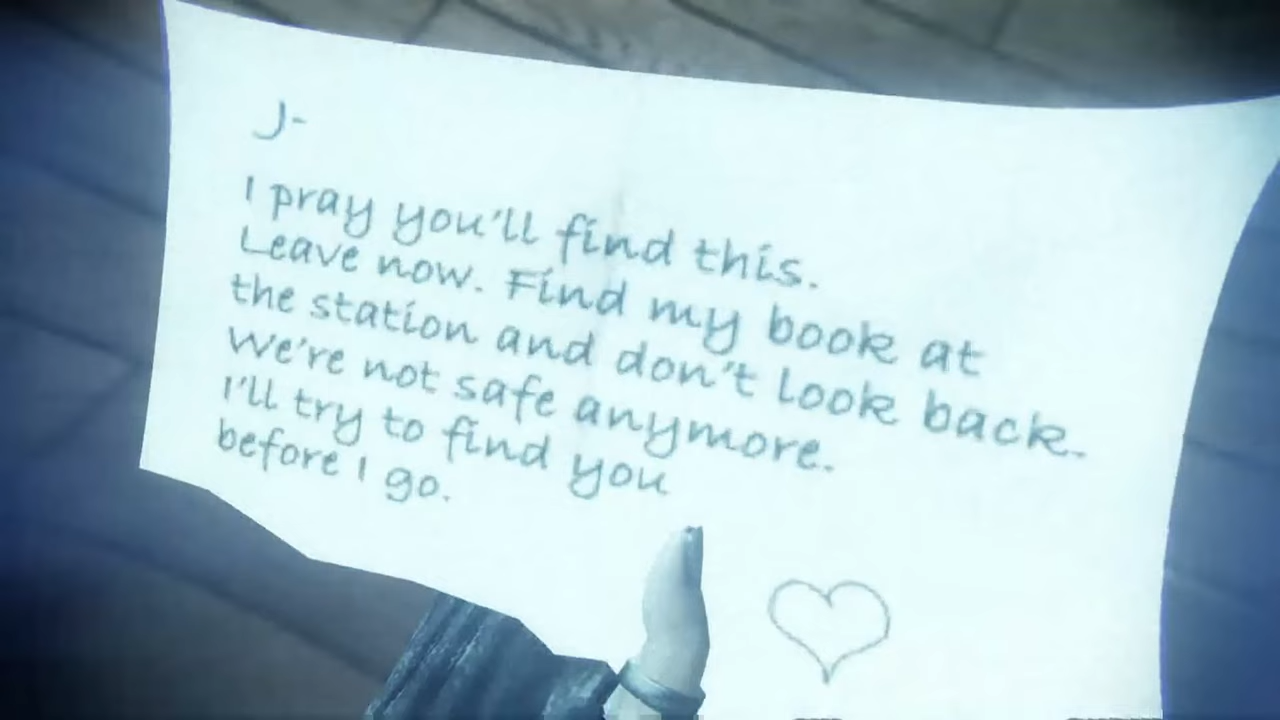 J-
I pray you'll find this.
Leave now. Find my book at
the station and don't look back.
We're not safe anymore.
I'll try to find you
before I go.